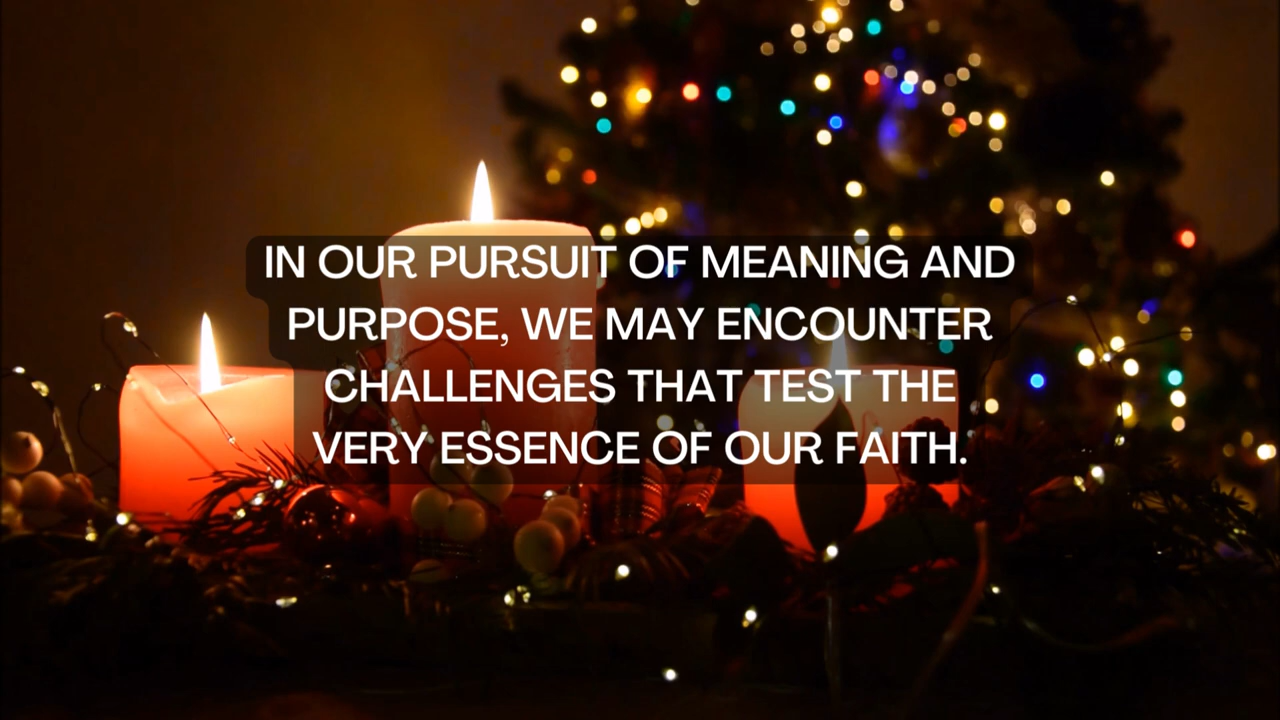 IN OUR PURSUIT OF MEANING AND
PURPOSE, WE MAY ENCOUNTER
CHALLENGES THAT TEST THE
VERY ESSENCE OF OUR FAITH.